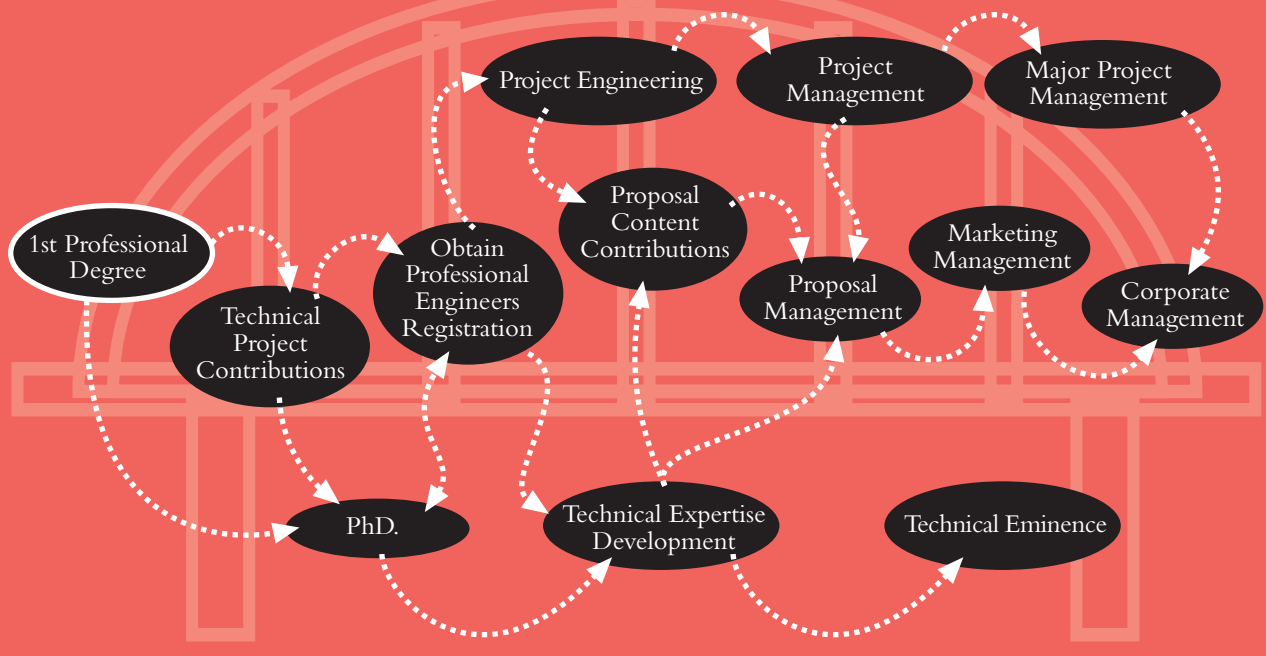 Project Engineering
Project
Management
Major Project
Management
Proposal
Content
Contributions
1st Professional
Degree
Obtain
Professional
Engineers
Registration
Marketing
Management
Proposal
Management
Corporate
Management
Technical
Project
Contributions
PhD.
Technical Expertise
Development
Technical Eminence